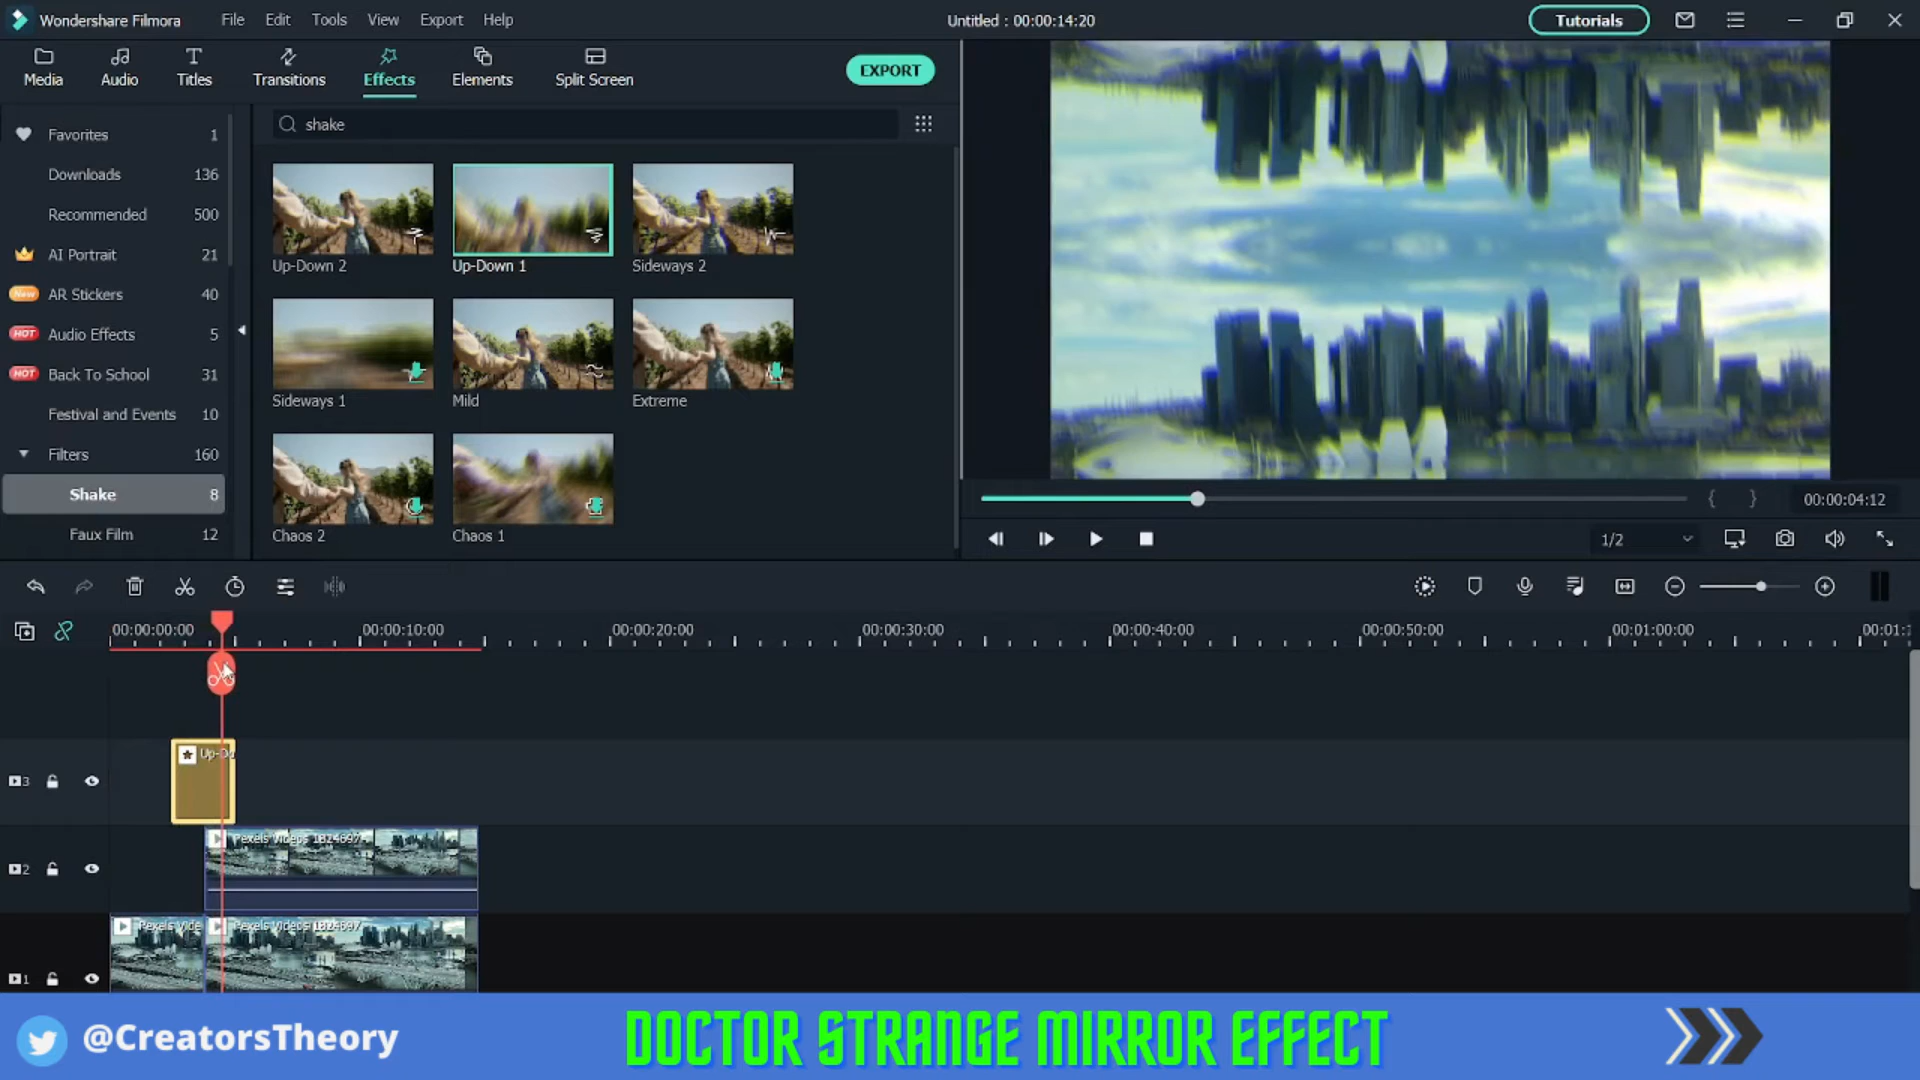 Wondershare Filmora
File
Edit
Tools
View
Export
Help
Untitled : 00:00:14:20
Tutorials
Media
Audio
Titles
Transitions
Effects
Elements
Split Screen
EXPORT
Favorites 1
Downloads 136
Recommended 500
AI Portrait 21
New AR Stickers 40
HOT Audio Effects 5
HOT Back To School 31
Festival and Events 10
Filters 160
Shake 8
Faux Film 12
shake
Up-Down 2
Up-Down 1
Sideways 2
Sideways 1
Mild
Extreme
Chaos 2
Chaos 1
00:00:04:12
1/2
00:00:00:00
00:00:10:00
00:00:20:00
00:00:30:00
00:00:40:00
00:00:50:00
00:01:00:00
00:01:
3
Up-Do
2
Pexels Videos 1824697
1
Pexels Vide
Pexels Videos 1824697
@CreatorsTheory
DOCTOR STRANGE MIRROR EFFECT